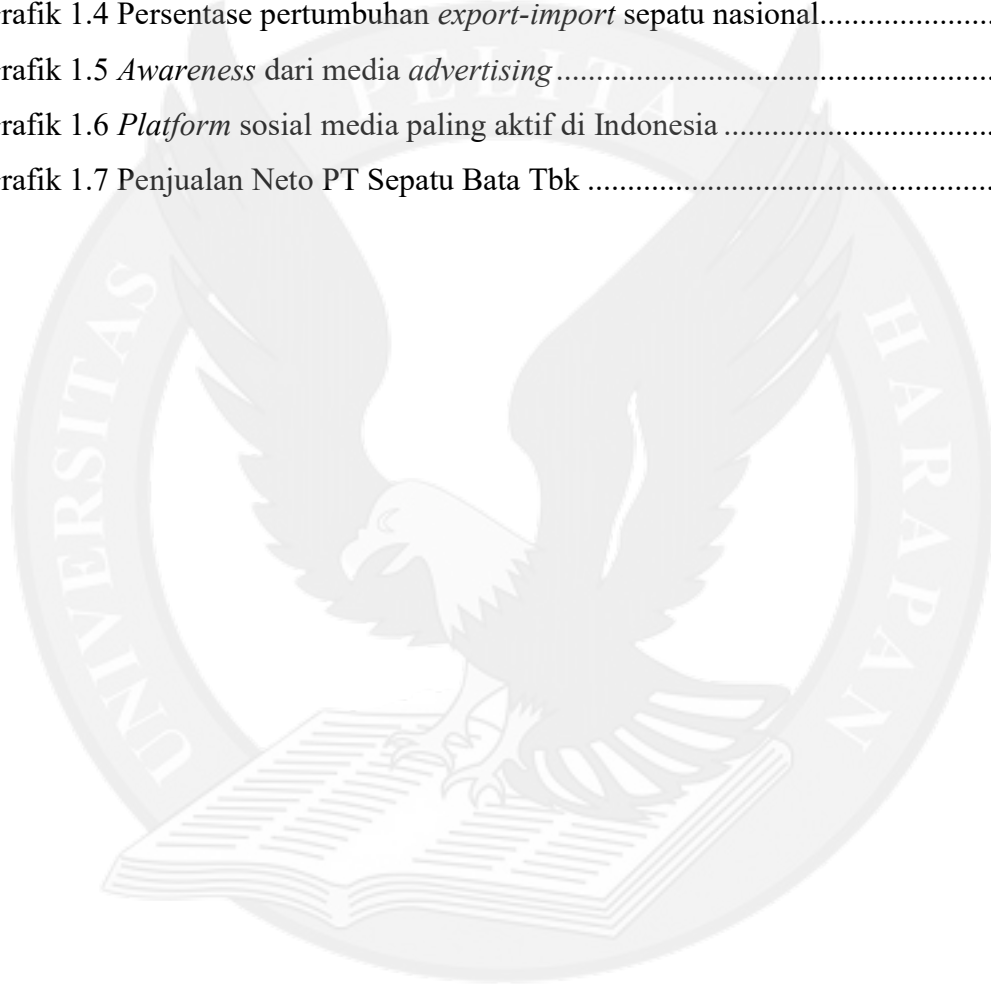 rafik 1.4 Persentase pertumbuhan export-import sepatu nasional......................
rafik 1.5 Awareness dari media advertising.......................................................
rafik 1.6 Platform sosial media paling aktif di Indonesia ..................................
rafik 1.7 Penjualan Neto PT Sepatu Bata Tbk ...................................................
UNIVERSITAS PELITA HARAPAN